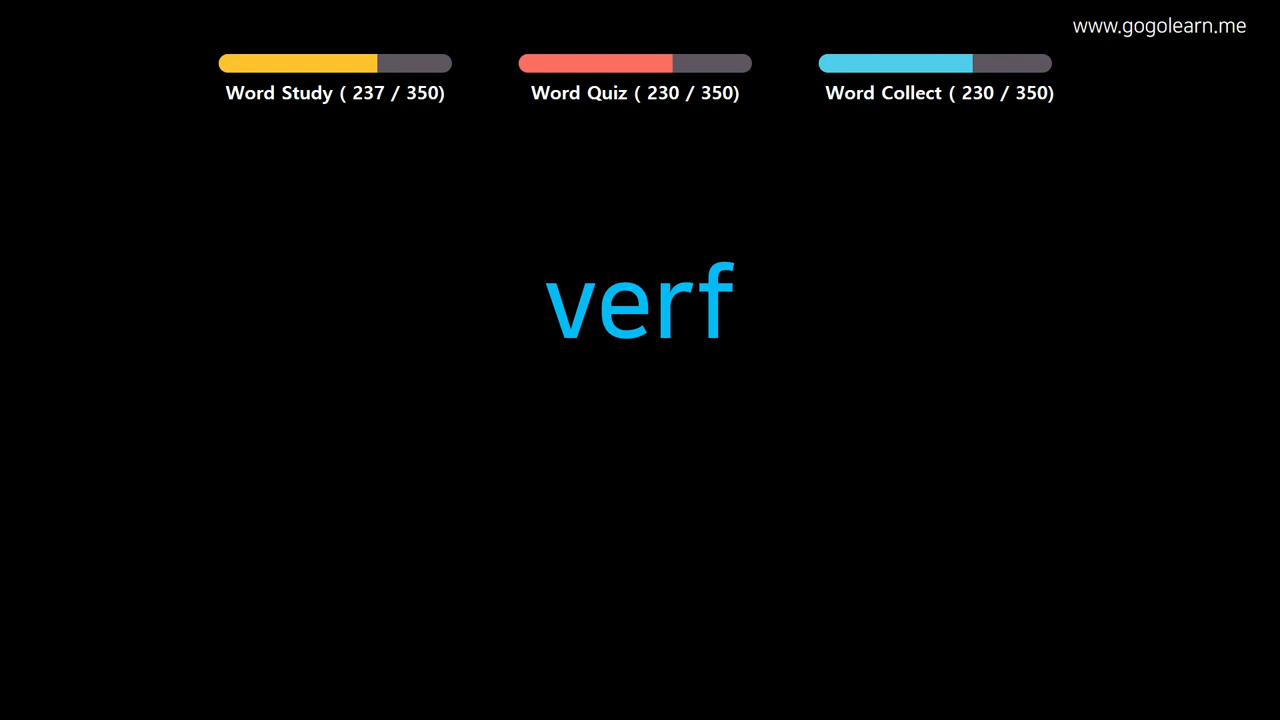 www.gogolearn.me
Word Study ( 237 / 350)
Word Quiz ( 230 / 350)
Word Collect ( 230 / 350)
verf